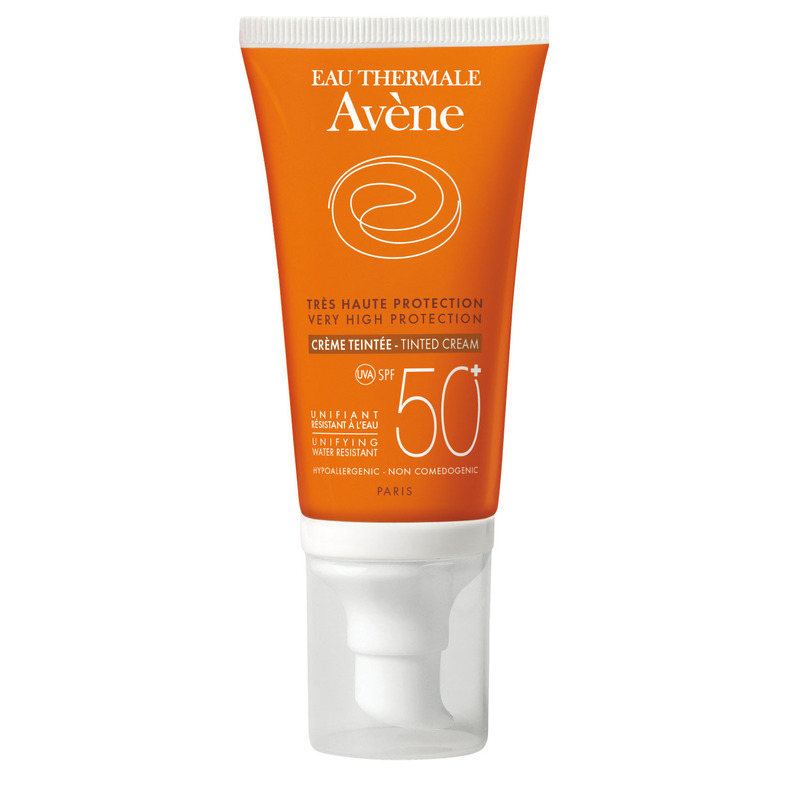 EAU THERMALE
Avène
TRÈS HAUTE PROTECTION
VERY HIGH PROTECTION
CRÈME TEINTÉE - TINTED CREAM
UVA SPF 50+
UNIFIANT
RÉSISTANT À L'EAU
UNIFYING
WATER RESISTANT
HYPOALLERGENIC - NON COMEDOGENIC
PARIS